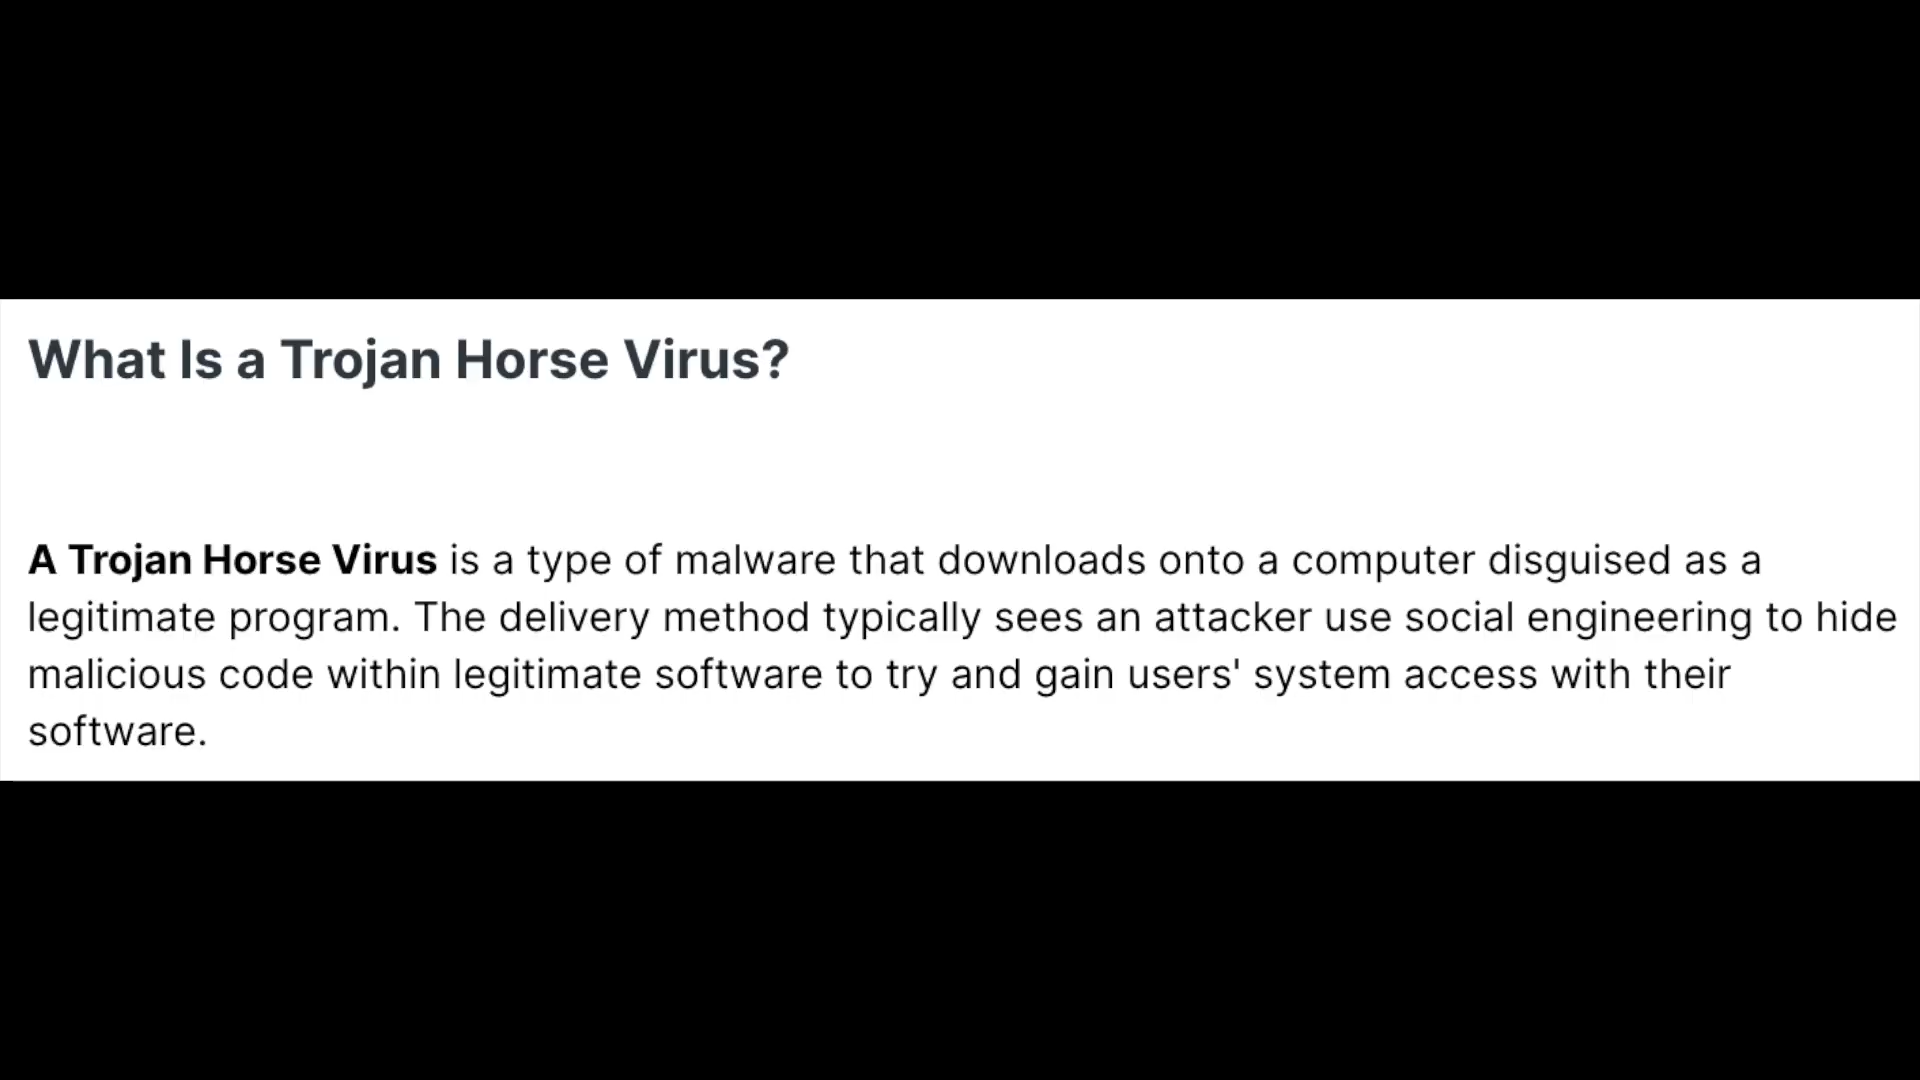 What Is a Trojan Horse Virus?
A Trojan Horse Virus is a type of malware that downloads onto a computer disguised as a
legitimate program. The delivery method typically sees an attacker use social engineering to hide
malicious code within legitimate software to try and gain users' system access with their
software.